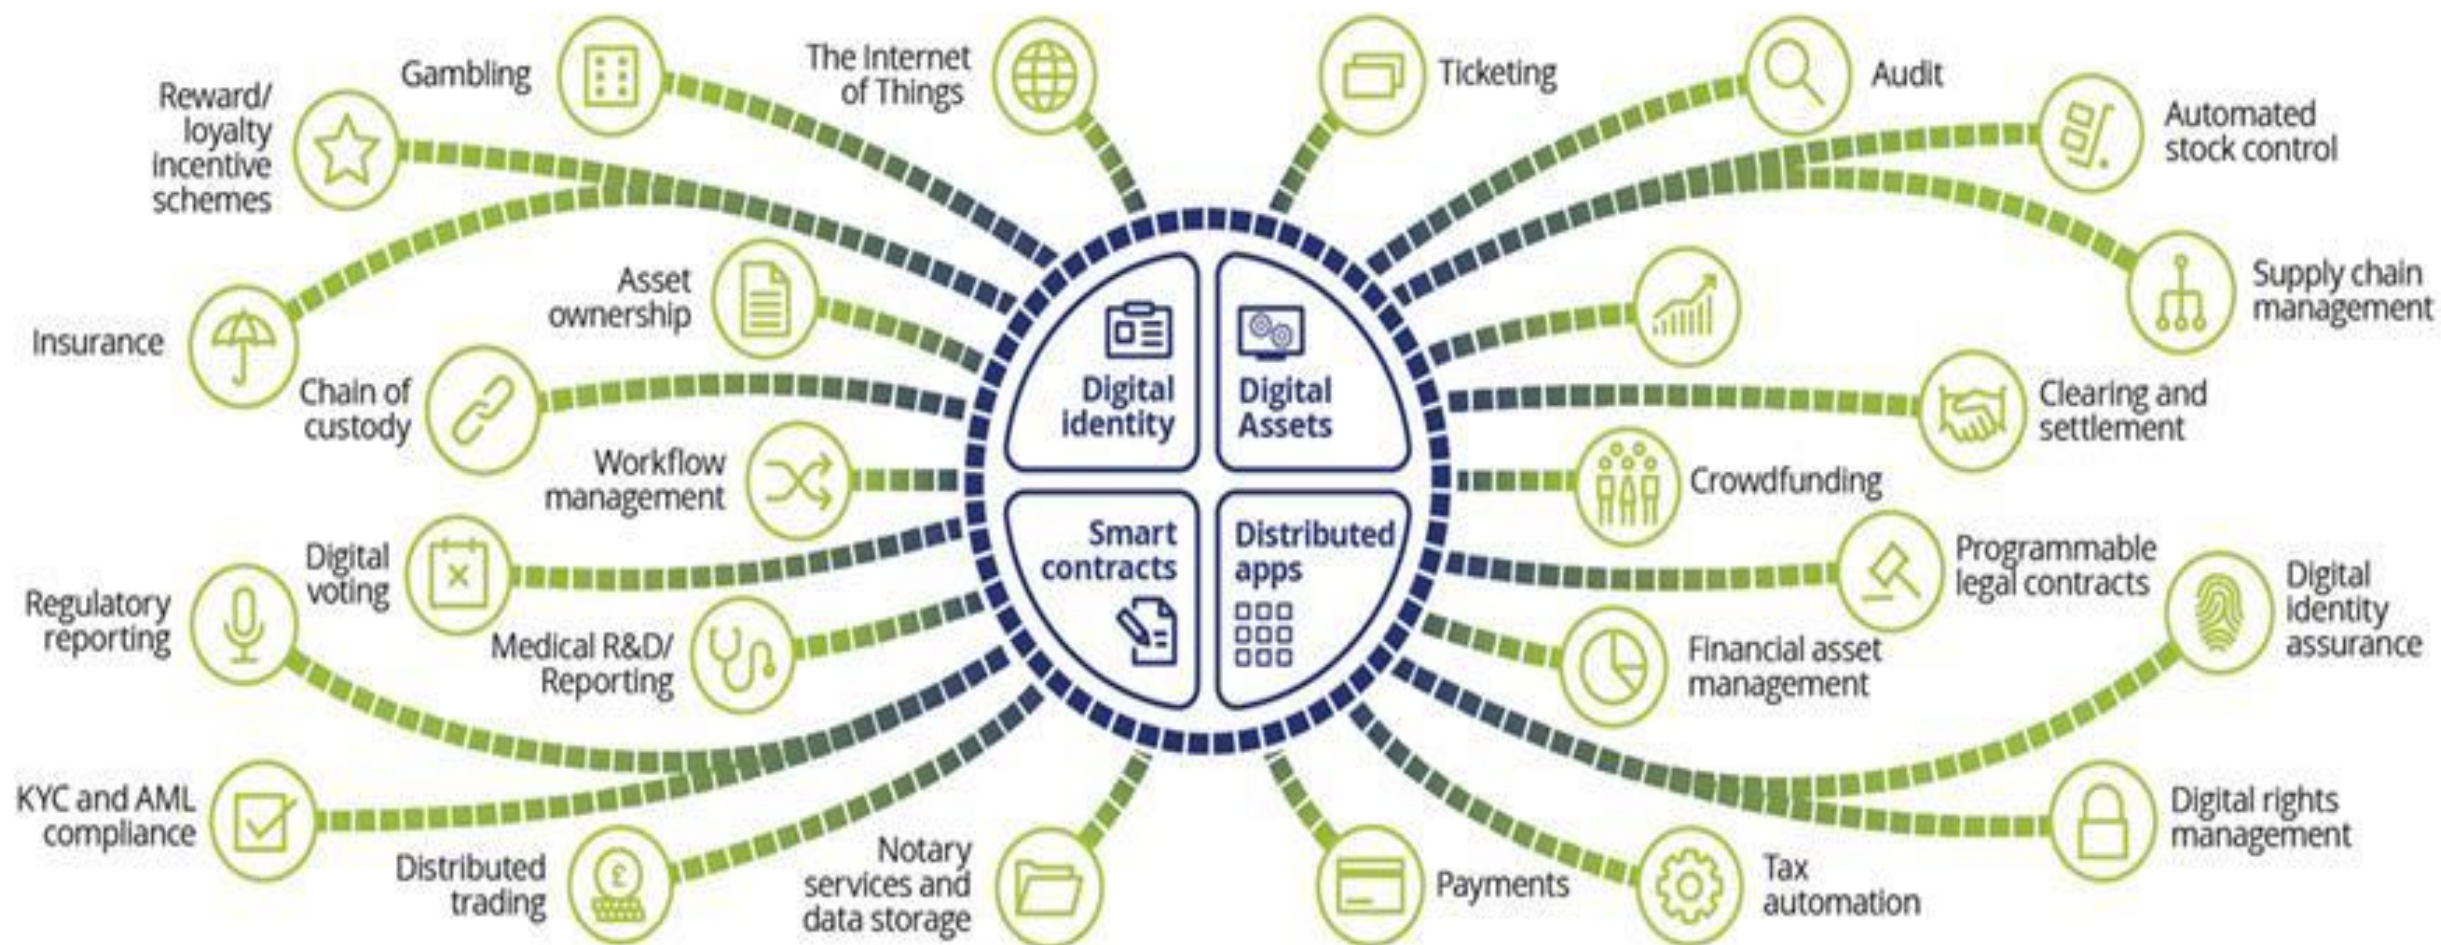 Gambling
The Internet
of Things
Ticketing
Audit
Reward/
loyalty
incentive
schemes
Automated
stock control
Asset
ownership
Supply chain
management
Insurance
Chain of
custody
Digital
identity
Digital
Assets
Clearing and
settlement
Workflow
management
Crowdfunding
Digital
voting
Smart
contracts
Distributed
apps
Programmable
legal contracts
Digital
identity
assurance
Regulatory
reporting
Medical R&D/
Reporting
Financial asset
management
KYC and AML
compliance
Digital rights
management
Distributed
trading
£
Notary
services and
data storage
Payments
Tax
automation